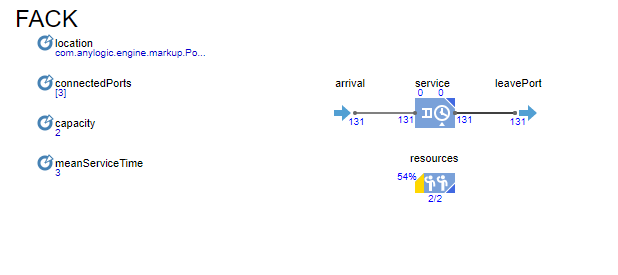 FACK
location
com.anylogic.engine.markup.Po...
connectedPorts
[3]
capacity
2
meanServiceTime
3
arrival
service
leavePort
0 0
131 131 131 131
resources
54%
2/2